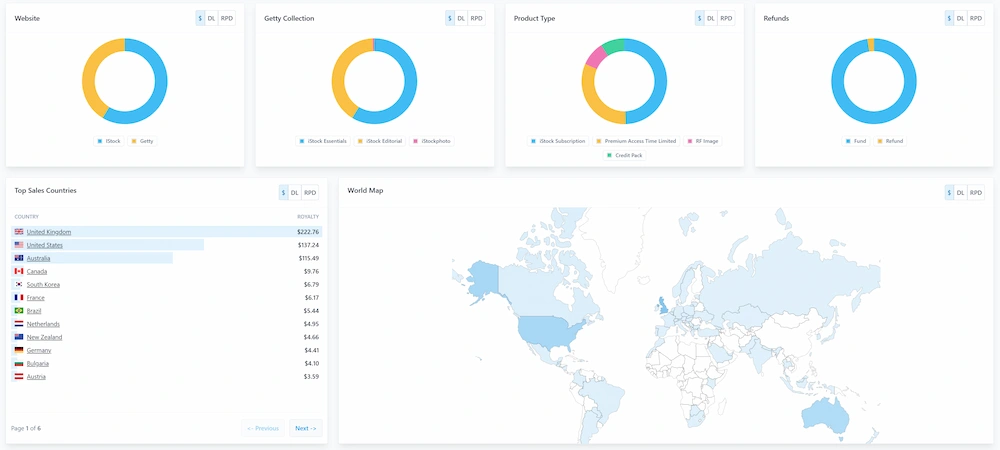 Website
$ DL RPD
iStock Getty
Getty Collection
$ DL RPD
iStock Essentials iStock Editorial iStockphoto
Product Type
$ DL RPD
iStock Subscription Premium Access Time Limited RF Image
Credit Pack
Refunds
$ DL RPD
Fund Refund
Top Sales Countries
$ DL RPD
COUNTRY ROYALTY
United Kingdom $222.76
United States $137.24
Australia $115.49
Canada $9.76
South Korea $6.79
France $6.17
Brazil $5.44
Netherlands $4.95
New Zealand $4.66
Germany $4.41
Bulgaria $4.10
Austria $3.59
Page 1 of 6
<- Previous Next ->
World Map
$ DL RPD